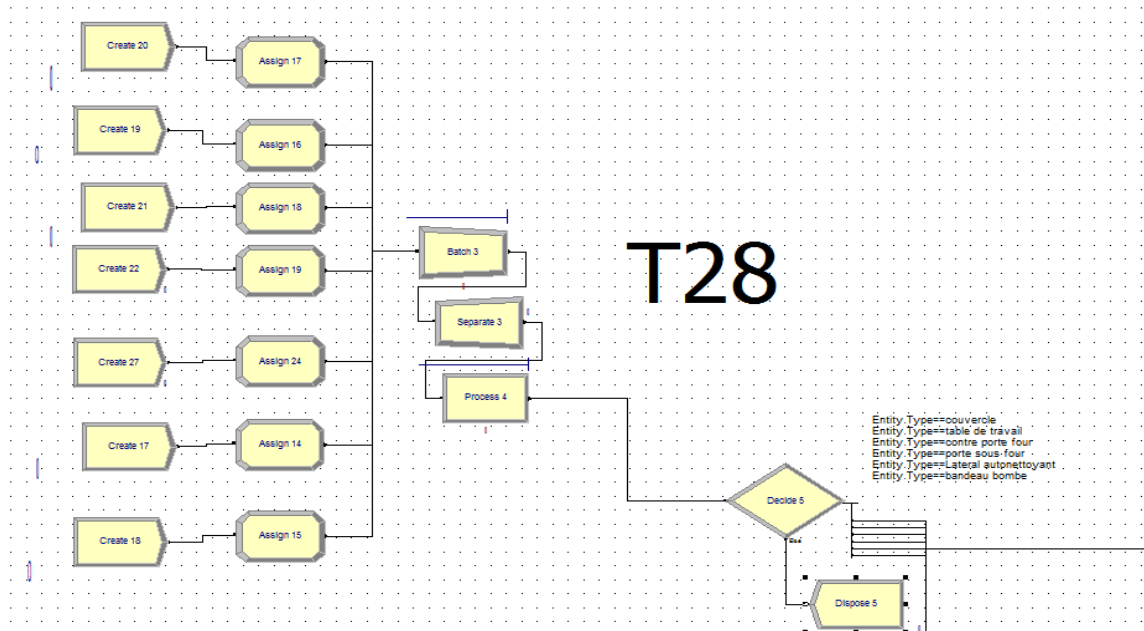 Create 20
Assign 17
Create 19
Assign 16
Create 21
Assign 18
Create 22
Assign 19
Batch 3
T28
Separate 3
Create 27
Assign 24
Process 4
Create 17
Assign 14
Entity.Type==couvercle
Entity.Type==table de travail
Entity.Type==contre porte four
Entity.Type==porte sous four
Entity.Type==Lateral autonettoyant
Entity.Type==bandeau bombe
Decide 5
Else
Create 18
Assign 15
Dispose 5